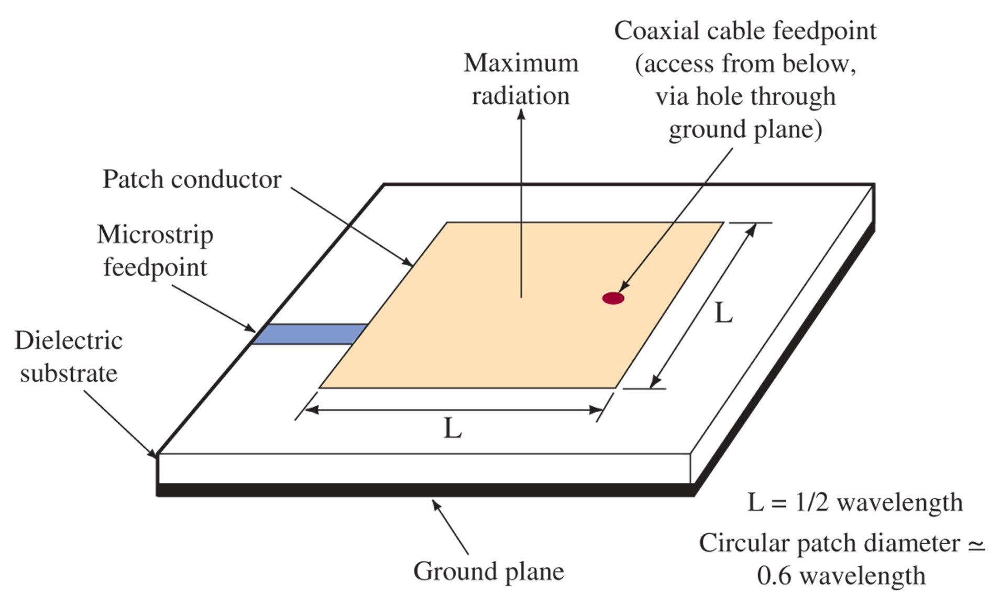 Coaxial cable feedpoint
(access from below,
via hole through
ground plane)
Maximum
radiation
Patch conductor
Microstrip
feedpoint
Dielectric
substrate
L
L
Ground plane
L = 1/2 wavelength
Circular patch diameter ≃
0.6 wavelength